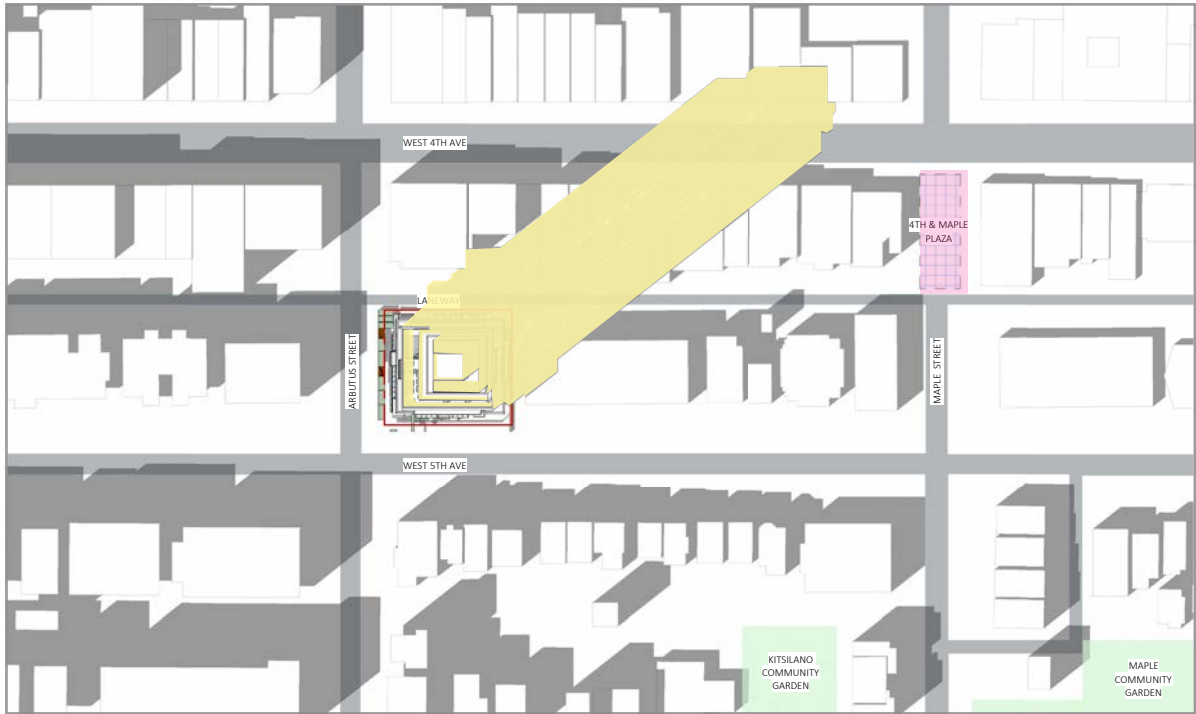 WEST 4TH AVE
4TH & MAPLE
PLAZA
LANEWAY
ARBUTUS STREET
MAPLE STREET
WEST 5TH AVE
KITSILANO
COMMUNITY
GARDEN
MAPLE
COMMUNITY
GARDEN